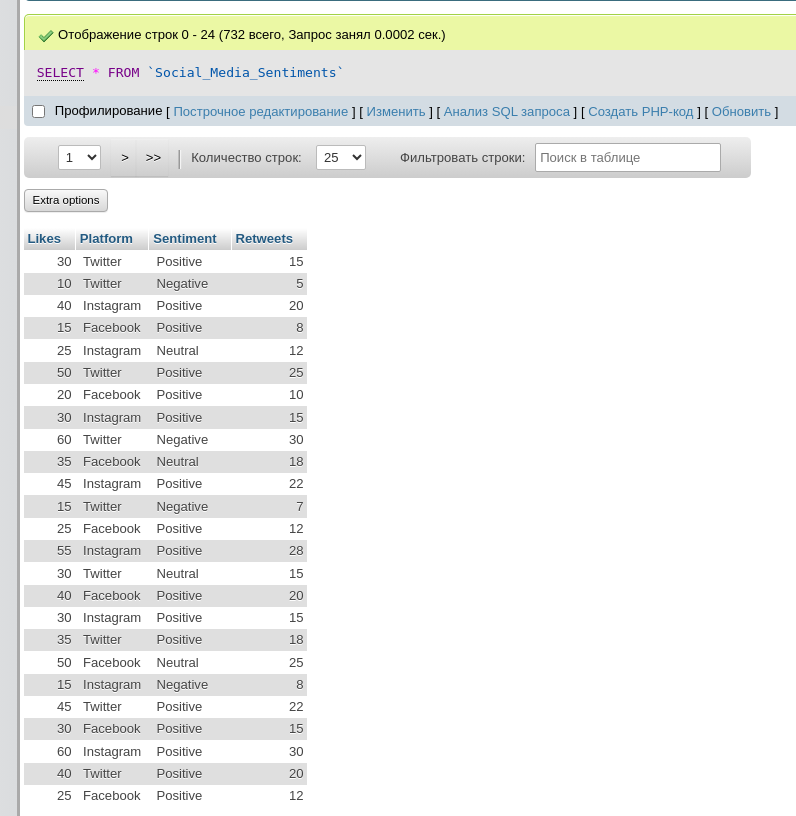 Отображение строк 0 - 24 (732 всего, Запрос занял 0.0002 сек.)
SELECT * FROM `Social_Media_Sentiments`
Профилирование [ Построчное редактирование ] [ Изменить ] [ Анализ SQL запроса ] [ Создать PHP-код ] [ Обновить ]
1 > >> | Количество строк: 25 Фильтровать строки: Поиск в таблице
Extra options
Likes Platform Sentiment Retweets
30 Twitter Positive 15
10 Twitter Negative 5
40 Instagram Positive 20
15 Facebook Positive 8
25 Instagram Neutral 12
50 Twitter Positive 25
20 Facebook Positive 10
30 Instagram Positive 15
60 Twitter Negative 30
35 Facebook Neutral 18
45 Instagram Positive 22
15 Twitter Negative 7
25 Facebook Positive 12
55 Instagram Positive 28
30 Twitter Neutral 15
40 Facebook Positive 20
30 Instagram Positive 15
35 Twitter Positive 18
50 Facebook Neutral 25
15 Instagram Negative 8
45 Twitter Positive 22
30 Facebook Positive 15
60 Instagram Positive 30
40 Twitter Positive 20
25 Facebook Positive 12